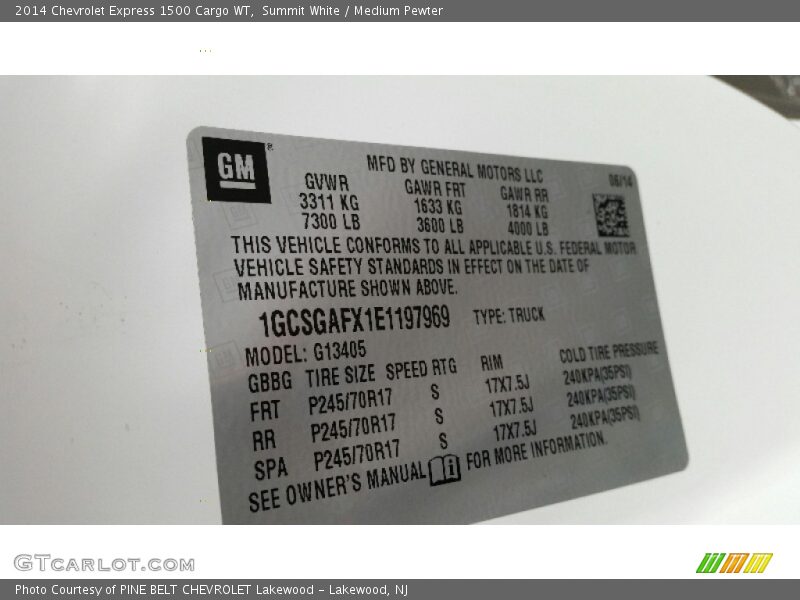 2014 Chevrolet Express 1500 Cargo WT, Summit White / Medium Pewter
GM®
MFD BY GENERAL MOTORS LLC
06/14
GVWR GAWR FRT GAWR RR
3311 KG 1633 KG 1814 KG
7300 LB 3600 LB 4000 LB
THIS VEHICLE CONFORMS TO ALL APPLICABLE U.S. FEDERAL MOTOR
VEHICLE SAFETY STANDARDS IN EFFECT ON THE DATE OF
MANUFACTURE SHOWN ABOVE.
1GCSGAFX1E1197969 TYPE: TRUCK
MODEL: G13405
GBBG TIRE SIZE SPEED RTG RIM COLD TIRE PRESSURE
FRT P245/70R17 S 17X7.5J 240KPA(35PSI)
RR P245/70R17 S 17X7.5J 240KPA(35PSI)
SPA P245/70R17 S 17X7.5J 240KPA(35PSI)
SEE OWNER'S MANUAL FOR MORE INFORMATION.
GTCARLOT.COM
Photo Courtesy of PINE BELT CHEVROLET Lakewood - Lakewood, NJ